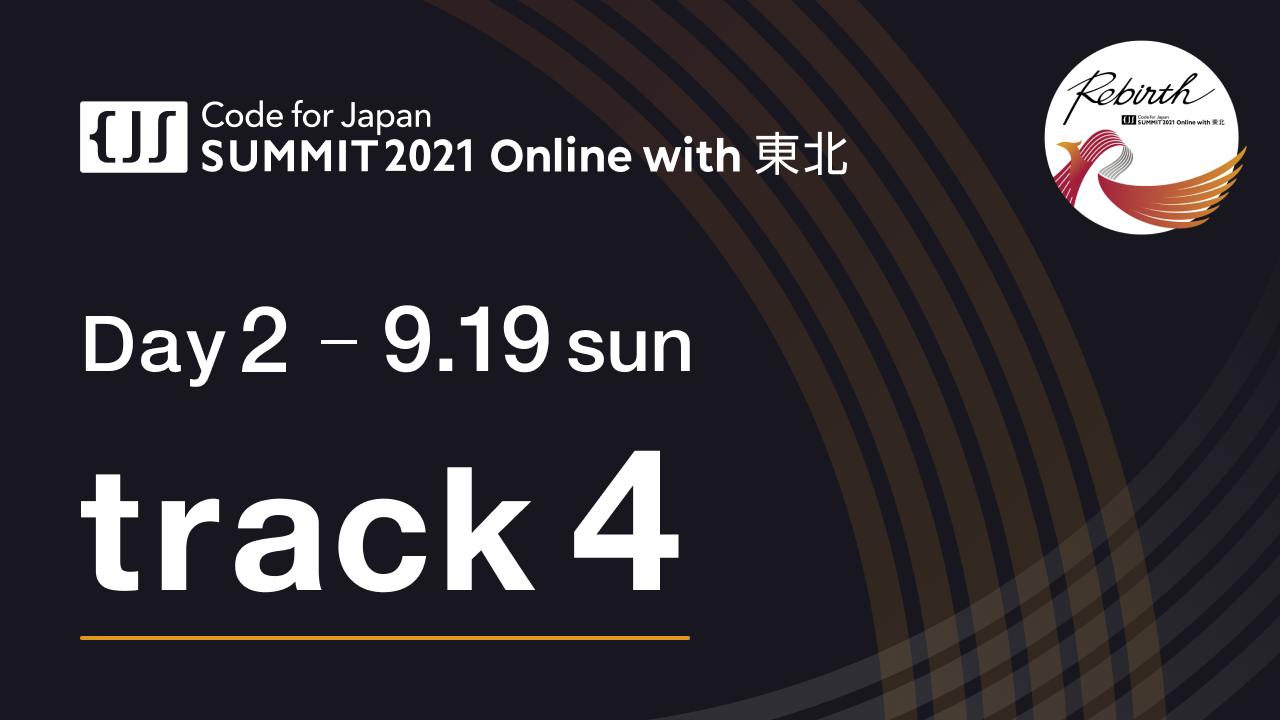 Code for Japan
SUMMIT 2021 Online with 東北
Rebirth
Code for Japan
SUMMIT 2021 Online with 東北
Day 2 – 9.19 sun
track 4